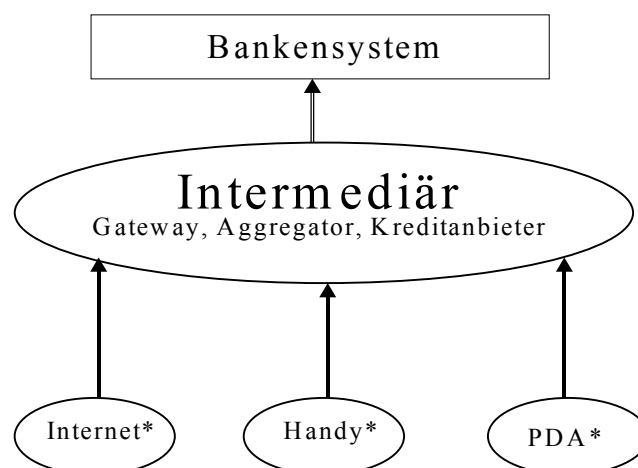 Bankensystem
Intermediär
Gateway, Aggregator, Kreditanbieter
Internet*
Handy*
PDA*